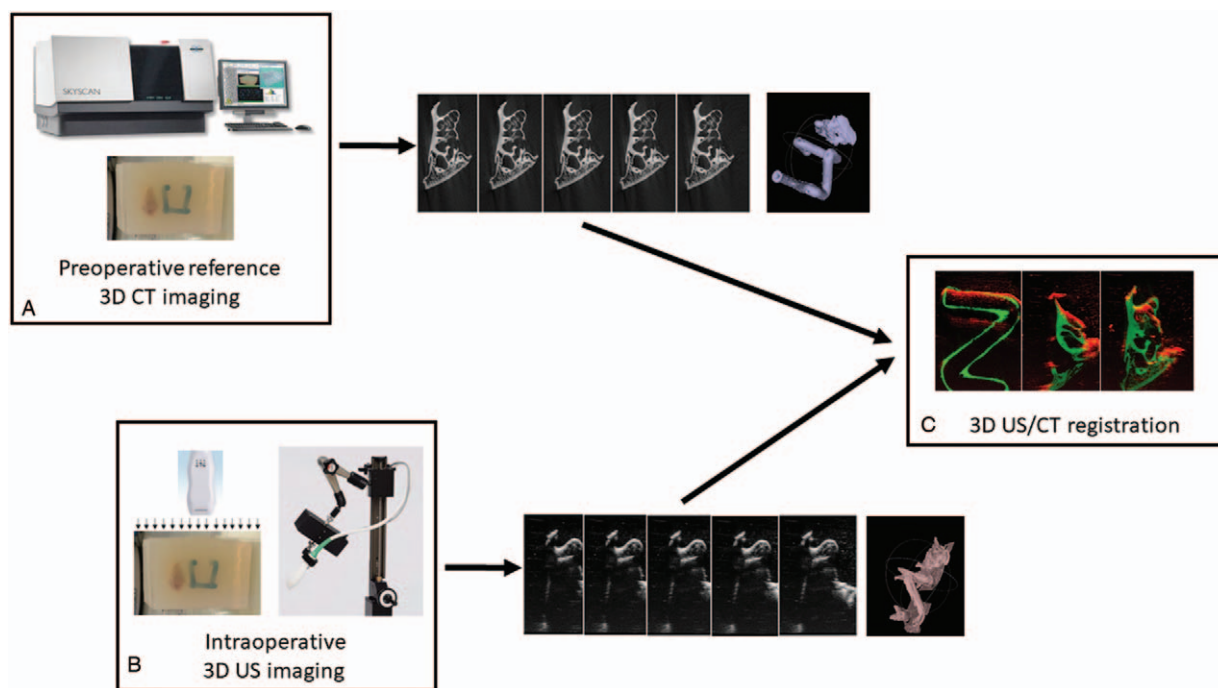 SKYSCAN
Preoperative reference
3D CT imaging
A
3D US/CT registration
C
Intraoperative
3D US imaging
B